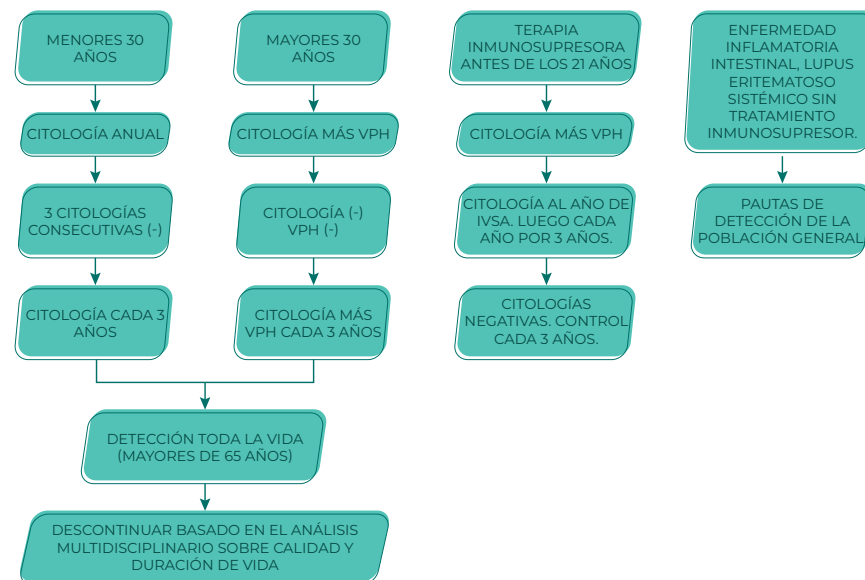 MENORES 30
AÑOS
CITOLOGÍA ANUAL
3 CITOLOGÍAS
CONSECUTIVAS (-)
CITOLOGÍA CADA 3
AÑOS
MAYORES 30
AÑOS
CITOLOGÍA MÁS VPH
CITOLOGÍA (-)
VPH (-)
CITOLOGÍA MÁS
VPH CADA 3 AÑOS
DETECCIÓN TODA LA VIDA
(MAYORES DE 65 AÑOS)
DESCONTINUAR BASADO EN EL ANÁLISIS
MULTIDISCIPLINARIO SOBRE CALIDAD Y
DURACIÓN DE VIDA
TERAPIA
INMUNOSUPRESORA
ANTES DE LOS 21 AÑOS
CITOLOGÍA MÁS VPH
CITOLOGÍA AL AÑO DE
IVSA. LUEGO CADA
AÑO POR 3 AÑOS.
CITOLOGÍAS
NEGATIVAS. CONTROL
CADA 3 AÑOS.
ENFERMEDAD
INFLAMATORIA
INTESTINAL, LUPUS
ERITEMATOSO
SISTÉMICO SIN
TRATAMIENTO
INMUNOSUPRESOR.
PAUTAS DE
DETECCIÓN DE LA
POBLACIÓN GENERAL